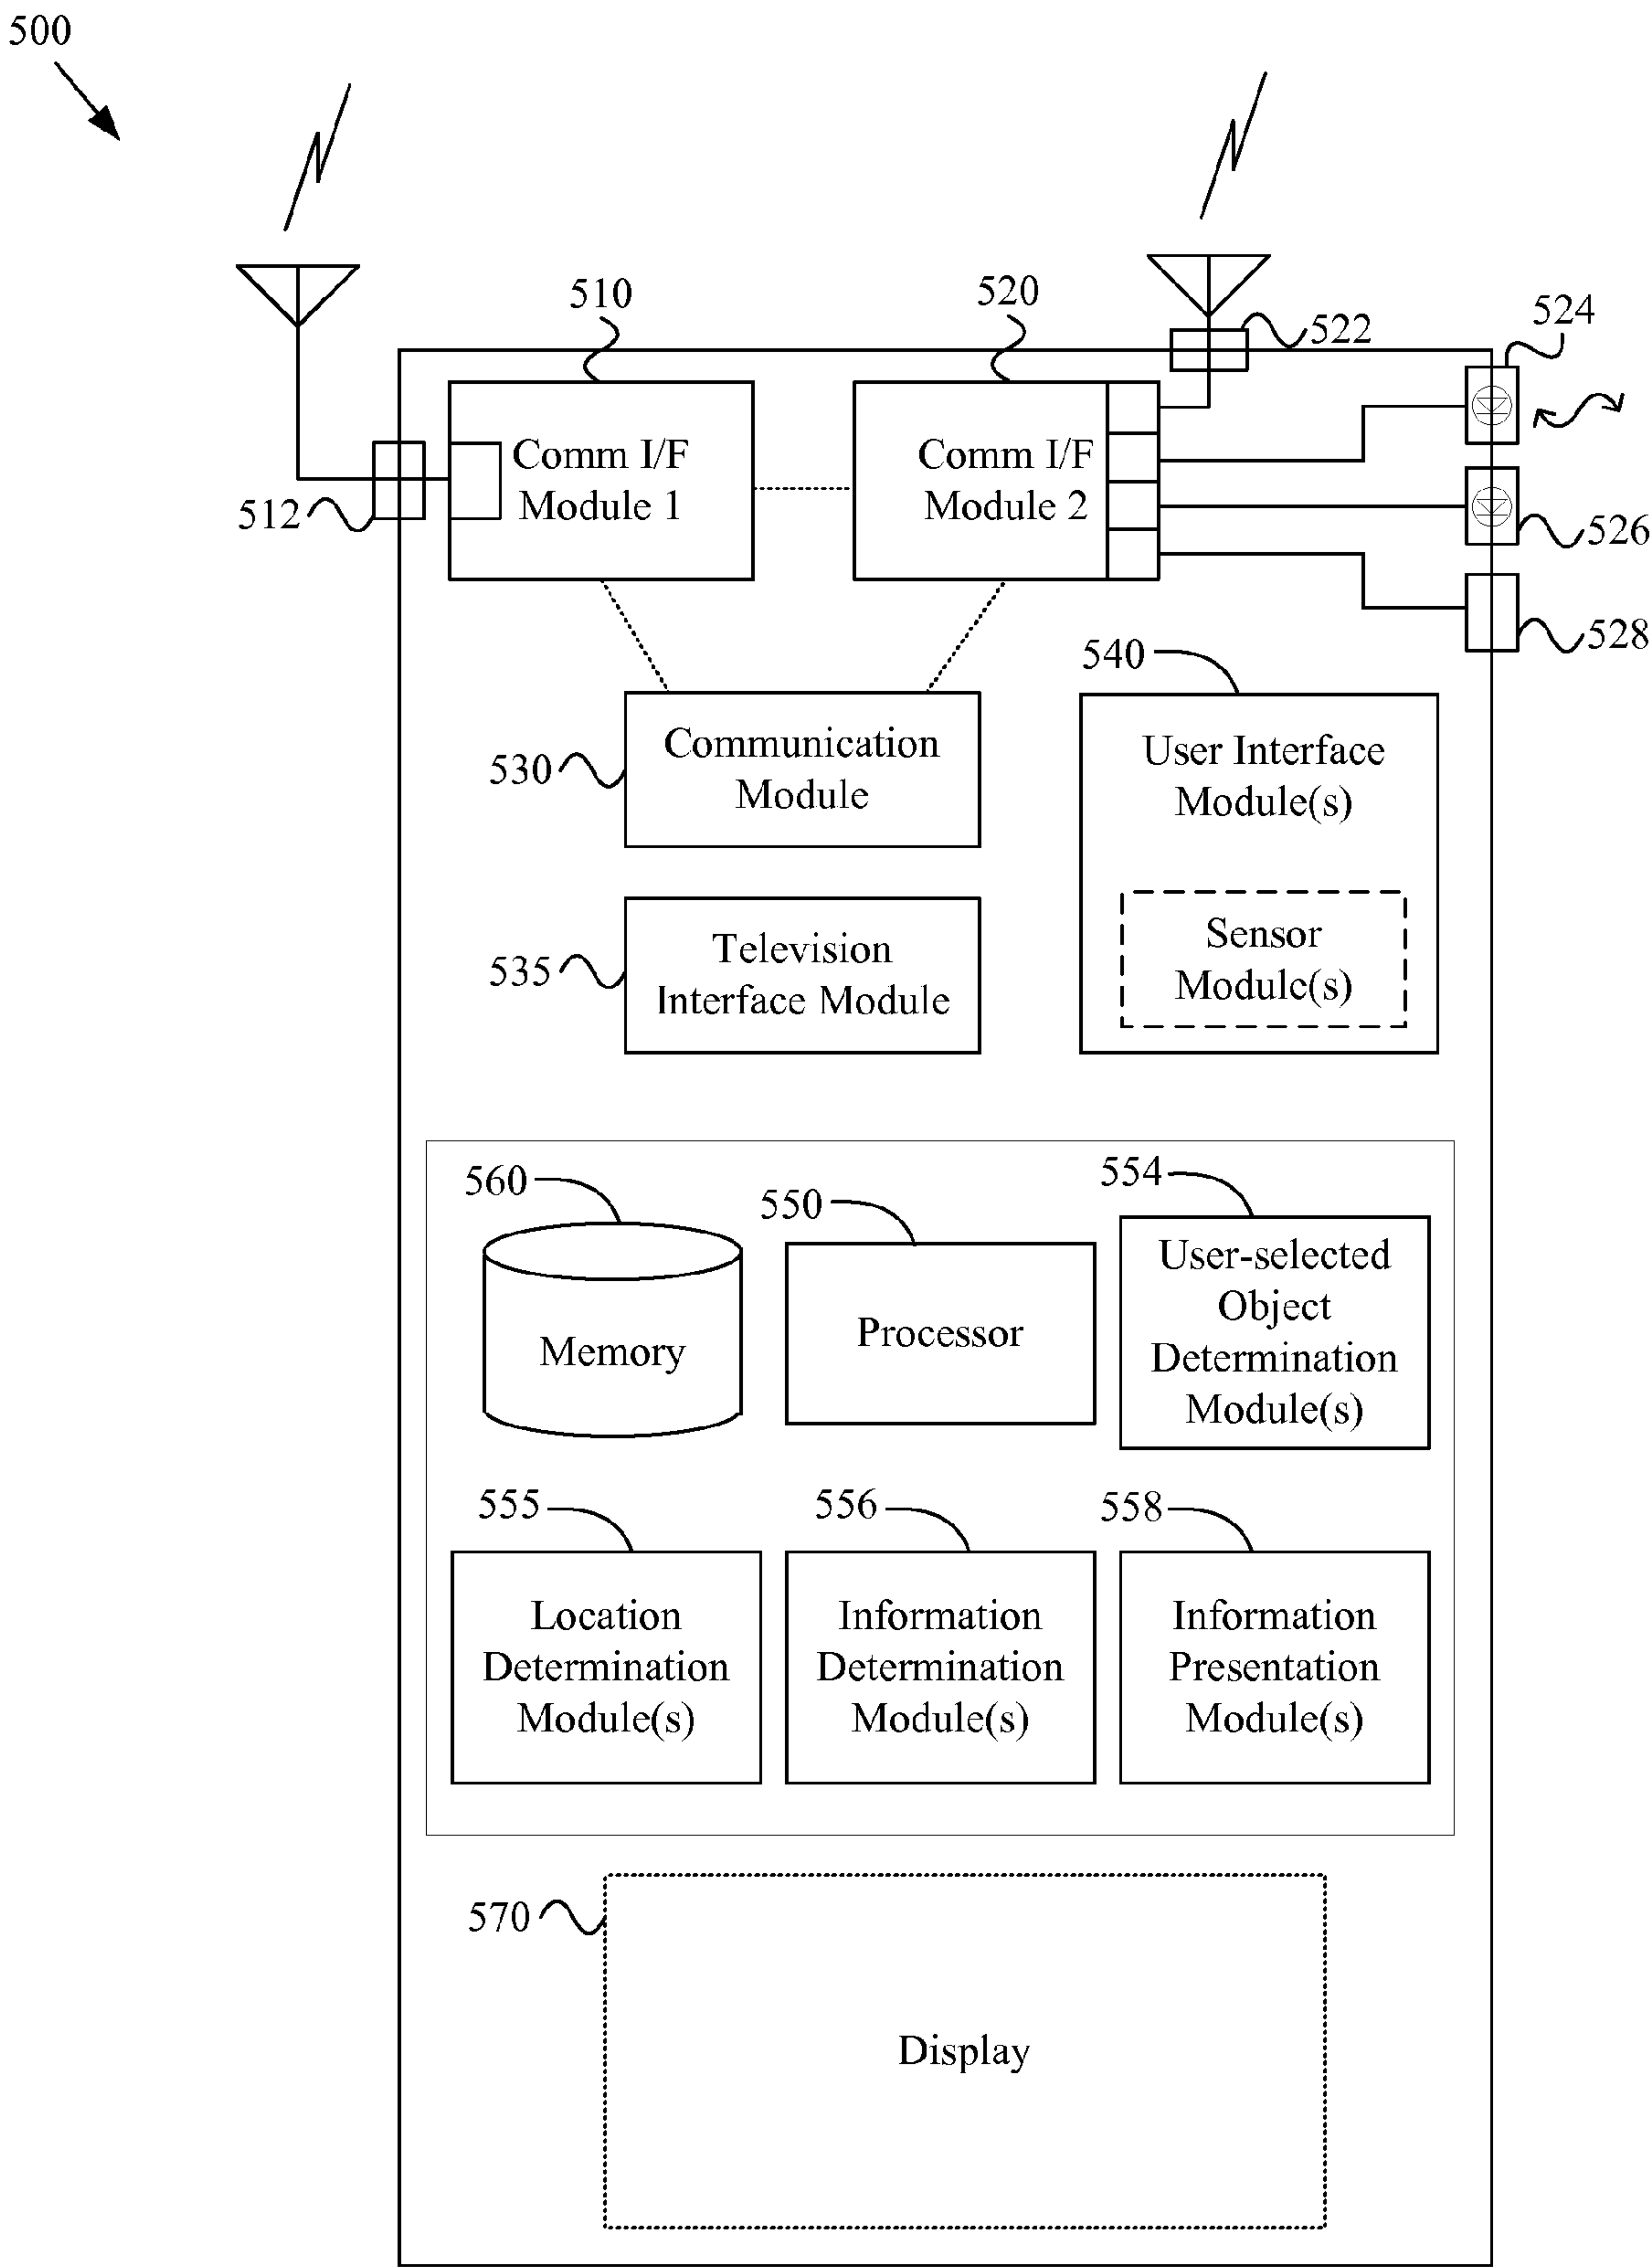 500
510
520
522
524
Comm I/F
Module 1
Comm I/F
Module 2
512
526
528
540
Communication
Module
530
User Interface
Module(s)
Television
Interface Module
535
Sensor
Module(s)
560
550
554
Memory
Processor
User-selected
Object
Determination
Module(s)
555
556
558
Location
Determination
Module(s)
Information
Determination
Module(s)
Information
Presentation
Module(s)
570
Display